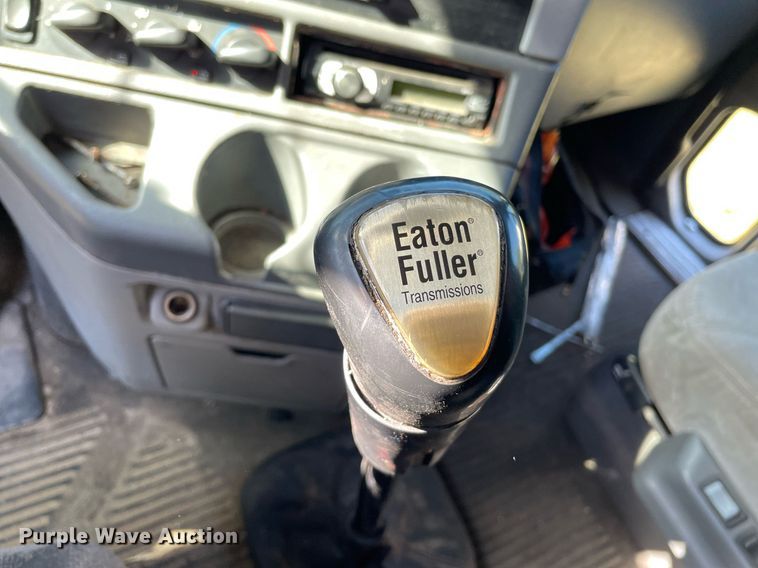 Eaton®
Fuller®
Transmissions
Purple Wave Auction